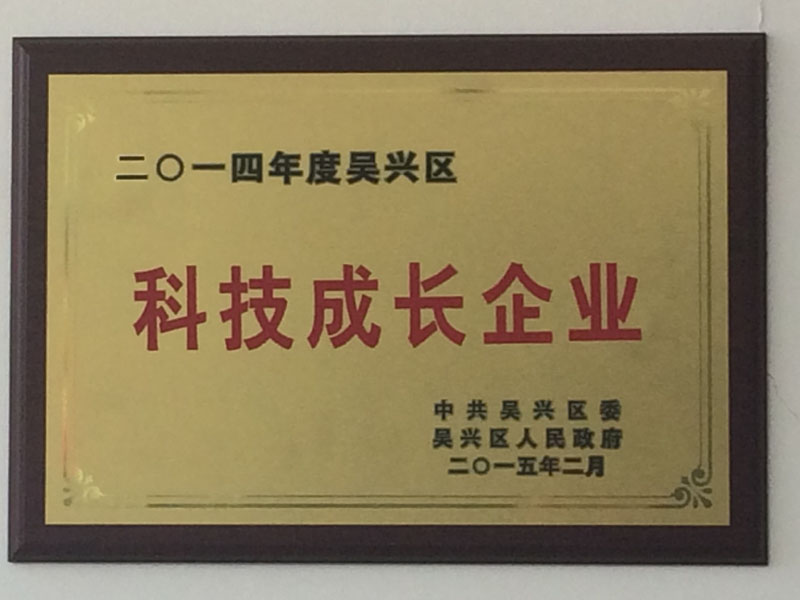 二〇一四年度吴兴区
科技成长企业
中共吴兴区委
吴兴区人民政府
二〇一五年二月